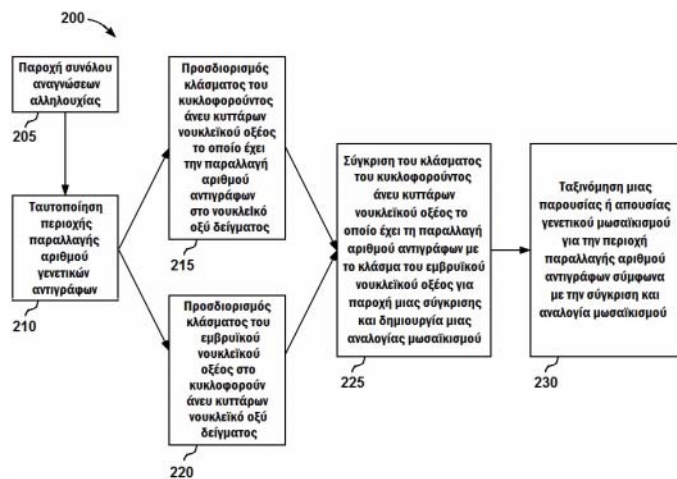 200
Παροχή συνόλου
αναγνώσεων
αλληλουχίας
205
Ταυτοποίηση
περιοχής
παραλλαγής
αριθμού
γενετικών
αντιγράφων
210
Προσδιορισμός
κλάσματος του
κυκλοφορούντος
άνευ κυττάρων
νουκλεϊκού οξέος
το οποίο έχει
την παραλλαγή
αριθμού
αντιγράφων
στο νουκλεϊκό
οξύ δείγματος
215
Προσδιορισμός
κλάσματος του
εμβρυϊκού
νουκλεϊκού
οξέος στο
κυκλοφορούν
άνευ κυττάρων
νουκλεϊκό οξύ
δείγματος
220
Σύγκριση του κλάσματος
του κυκλοφορούντος
άνευ κυττάρων
νουκλεϊκού οξέος το
οποίο έχει τη παραλλαγή
αριθμού αντιγράφων με
το κλάσμα του εμβρυϊκού
νουκλεϊκού οξέος για
παροχή μιας σύγκρισης
και δημιουργία μιας
αναλογίας μωσαϊκισμού
225
Ταξινόμηση μιας
παρουσίας ή απουσίας
γενετικού μωσαϊκισμού
για την περιοχή
παραλλαγής αριθμού
αντιγράφων σύμφωνα
με την σύγκριση και
αναλογία μωσαϊκισμού
230